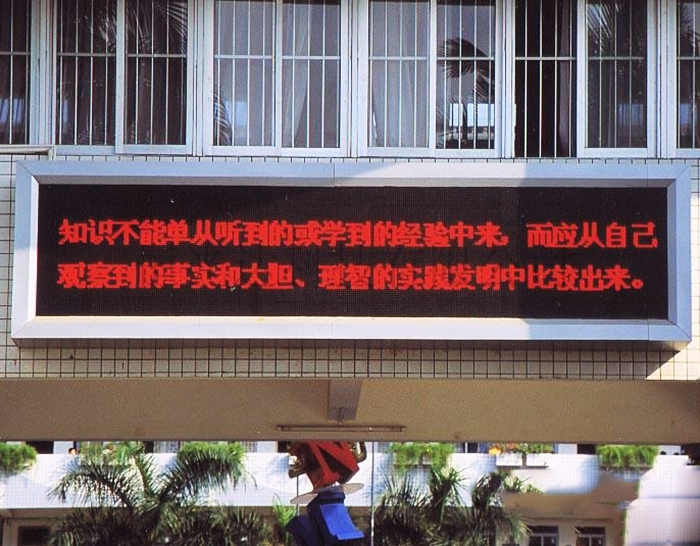 知识不能单从听到的或学到的经验中来，而应从自己
观察到的事实和大胆、理智的实践发明中比较出来。